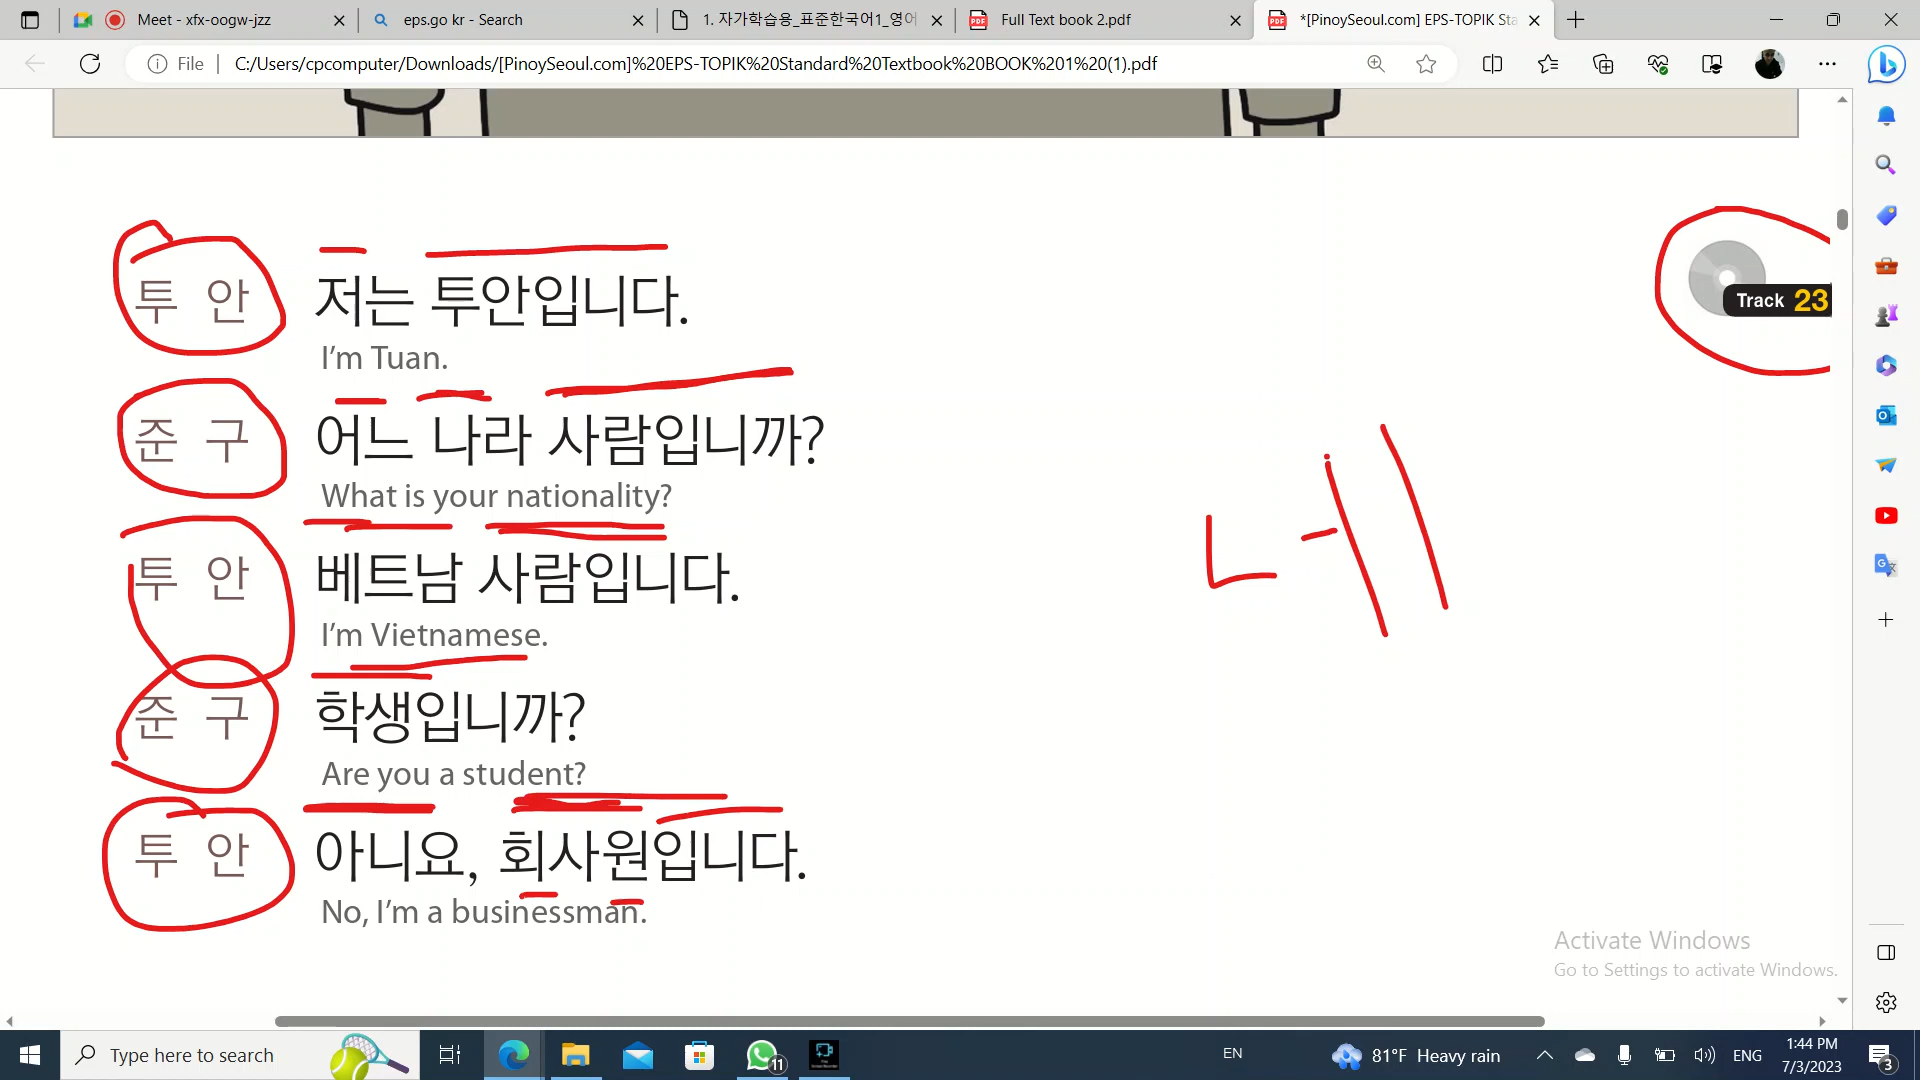 Meet - xfx-oogw-jzz
eps.go kr - Search
1. 자가학습용_표준한국어1_영어
Full Text book 2.pdf
*[PinoySeoul.com] EPS-TOPIK Sta
File
C:/Users/cpcomputer/Downloads/[PinoySeoul.com]%20EPS-TOPIK%20Standard%20Textbook%20BOOK%201%20(1).pdf
Track 23
투 안 저는 투안입니다.
I'm Tuan.
준 구 어느 나라 사람입니까?
What is your nationality?
네
투 안 베트남 사람입니다.
I'm Vietnamese.
준 구 학생입니까?
Are you a student?
투 안 아니요, 회사원입니다.
No, I'm a businessman.
Activate Windows
Go to Settings to activate Windows.
Type here to search
11
EN
81°F Heavy rain
ENG
1:44 PM
7/3/2023
3